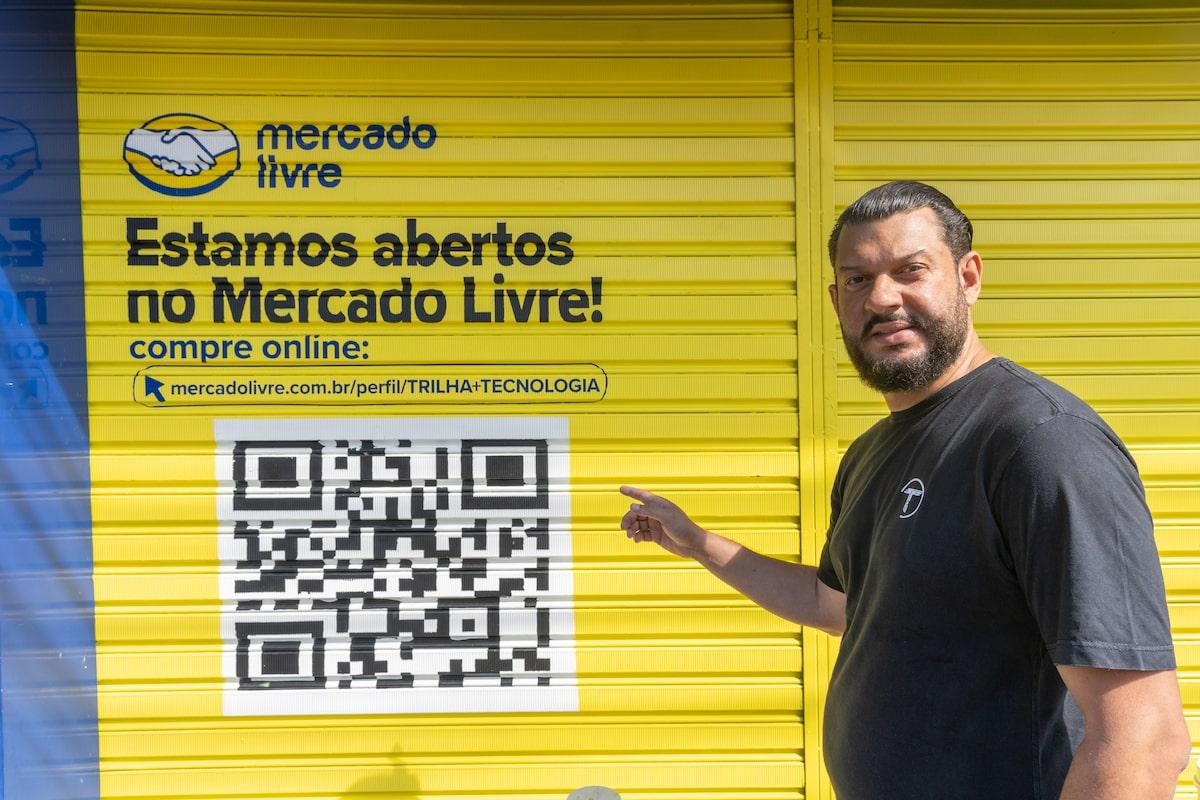 mercado
livre
Estamos abertos
no Mercado Livre!
compre online:
mercadolivre.com.br/perfil/TRILHA+TECNOLOGIA
T